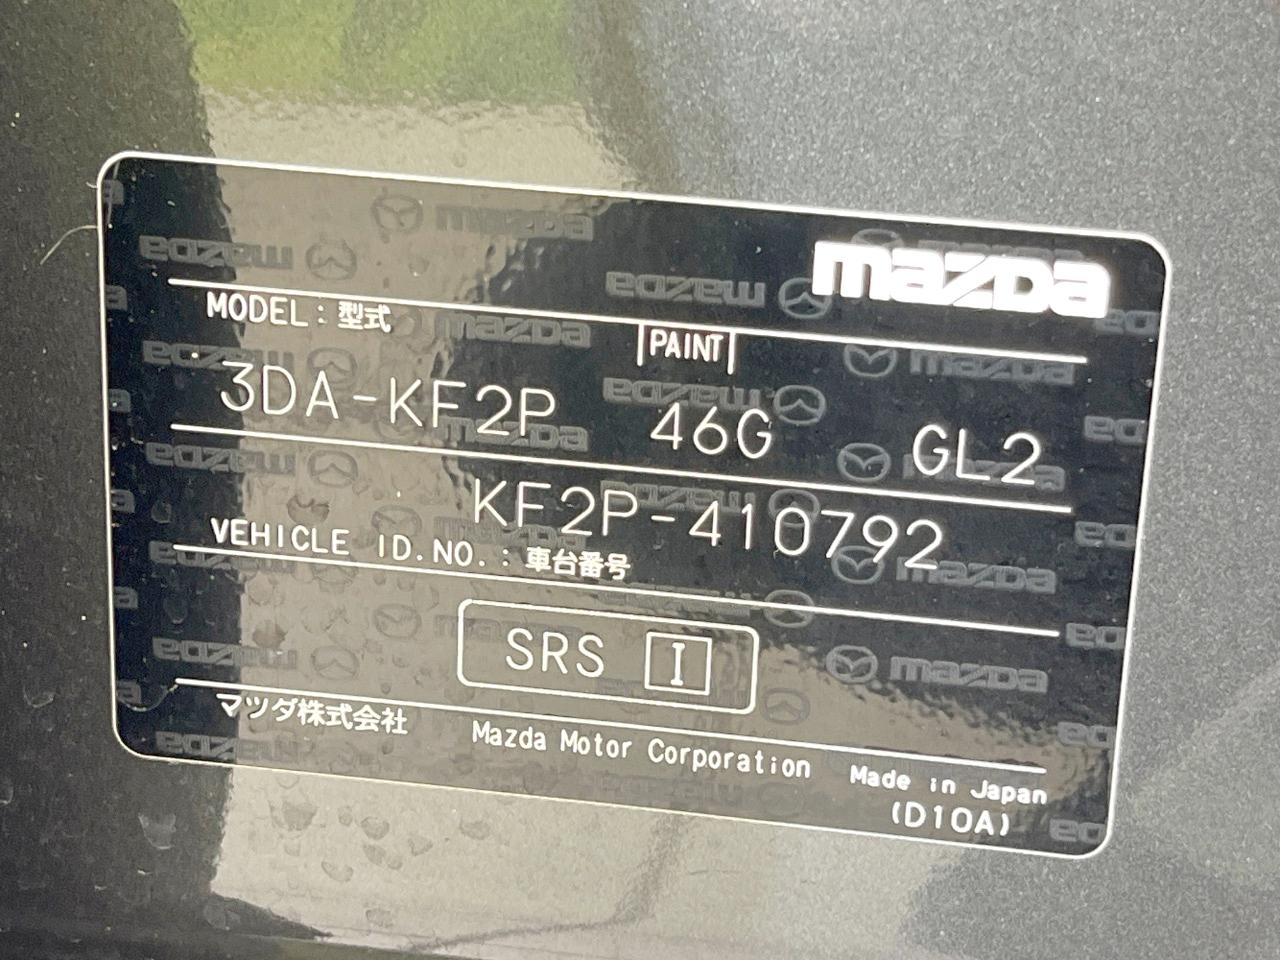 mazda
MODEL : 型式
PAINT
3DA-KF2P 46G GL2
KF2P-410792
VEHICLE ID.NO. : 車台番号
SRS I
マツダ株式会社 Mazda Motor Corporation Made in Japan
(D10A)